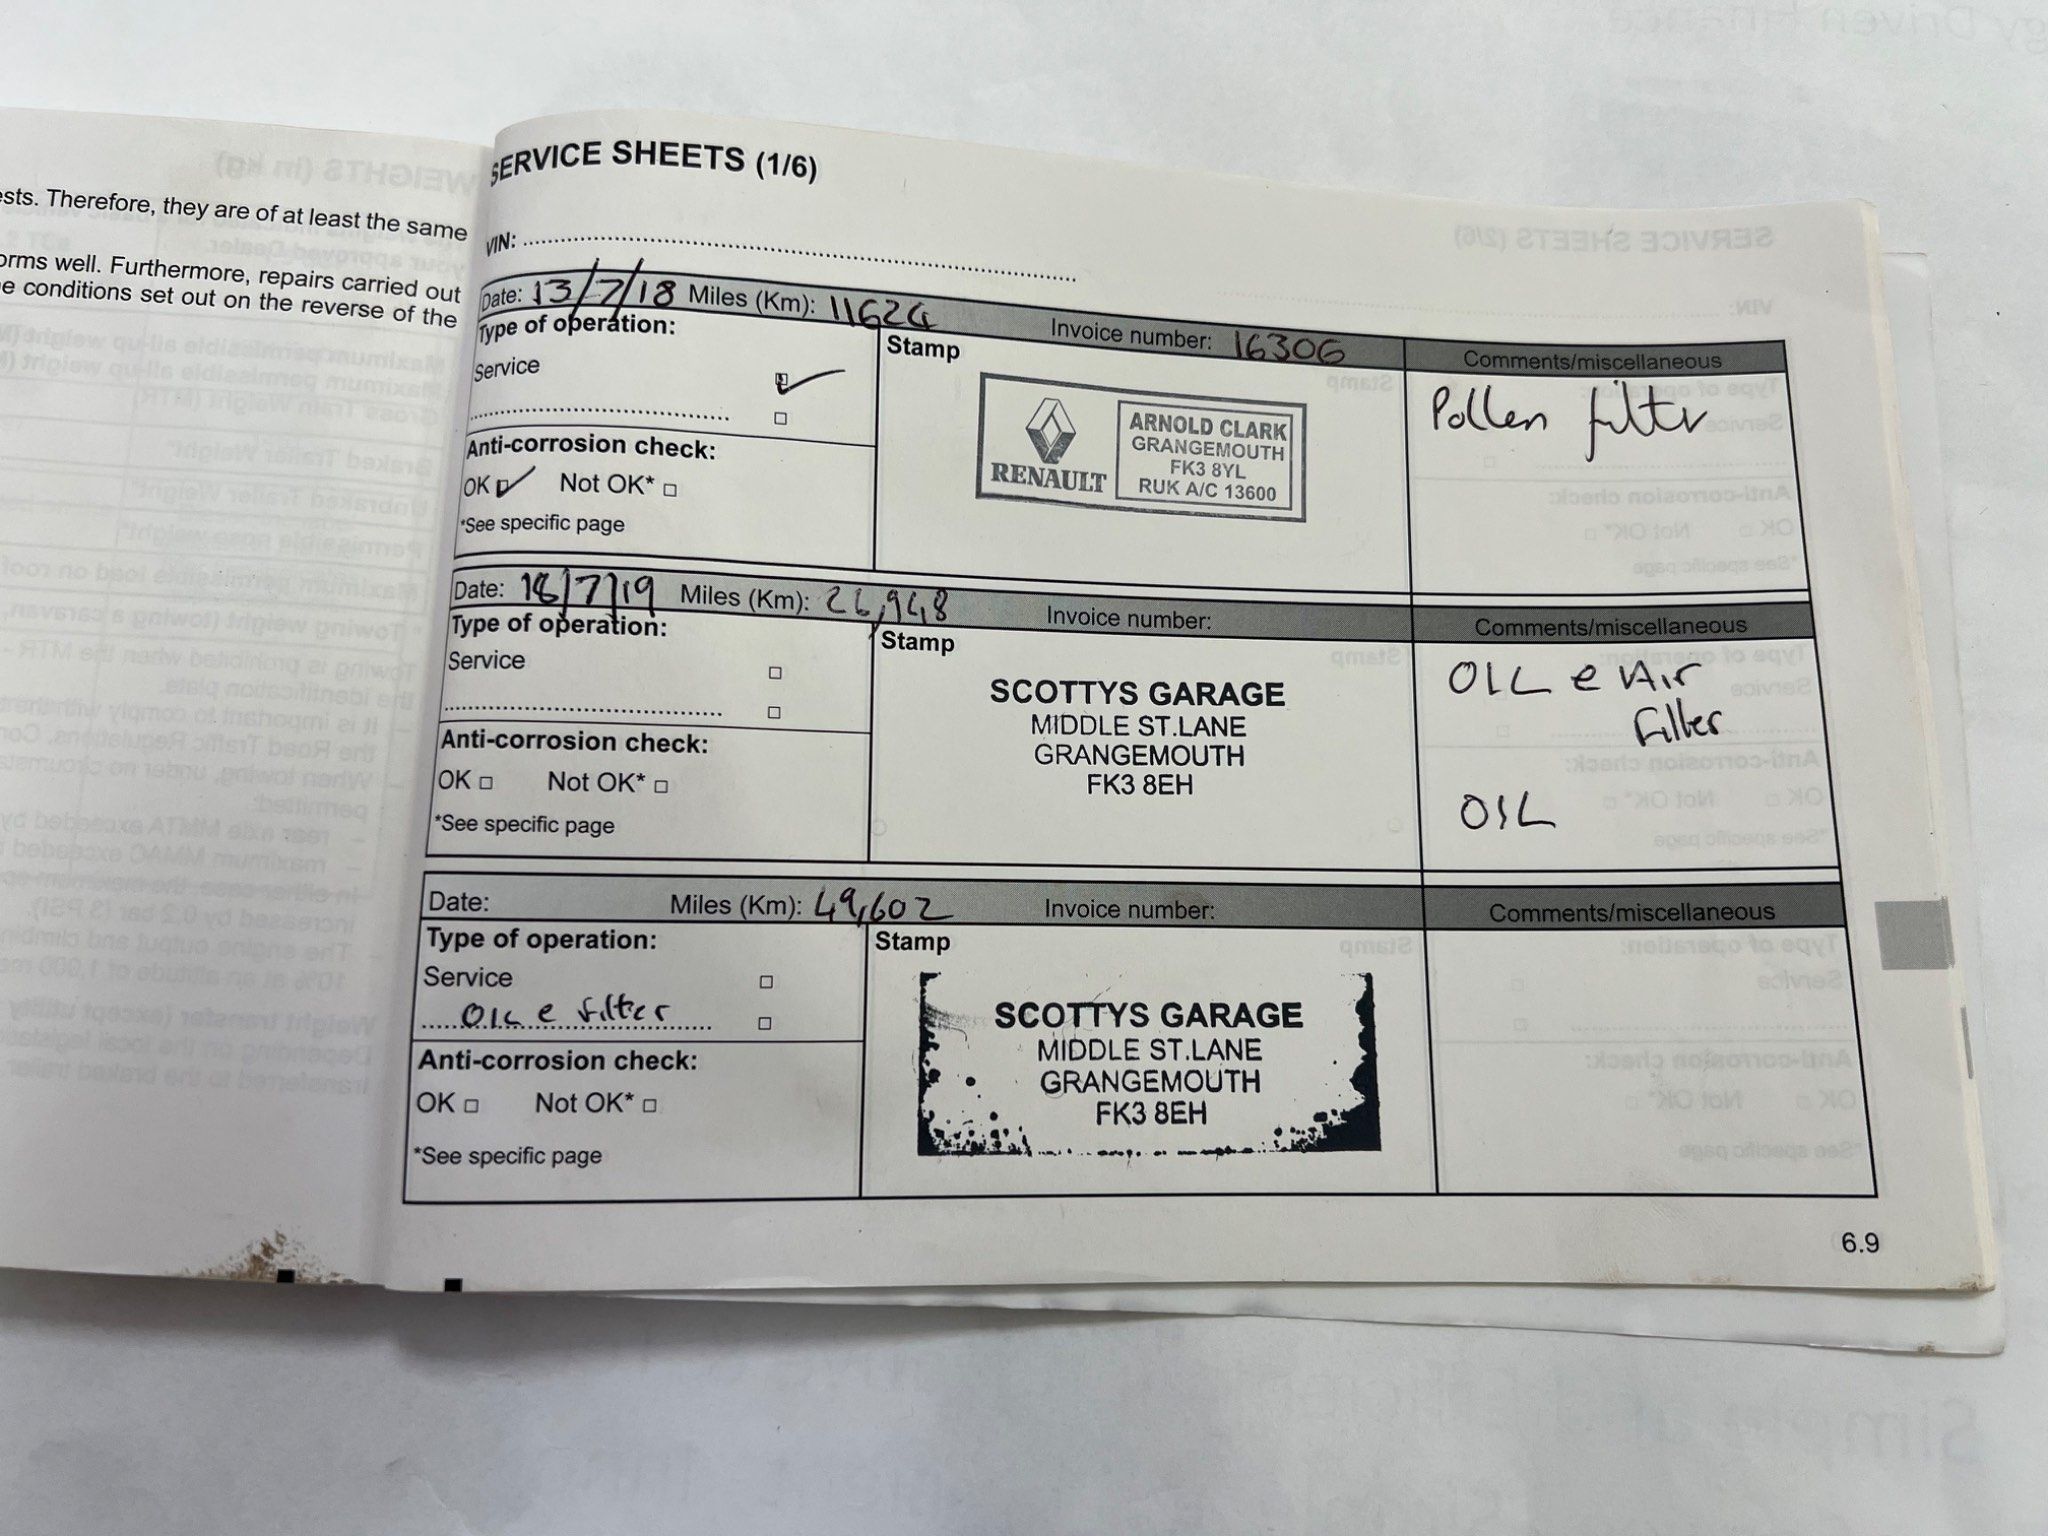 ests. Therefore, they are of at least the same
orms well. Furthermore, repairs carried out
e conditions set out on the reverse of the
SERVICE SHEETS (1/6)
VIN:
Date: 13/7/18 Miles (Km): 11624 Invoice number: 16306
Comments/miscellaneous
Type of operation:
Service
Anti-corrosion check:
OK Not OK*
*See specific page
Stamp
RENAULT
ARNOLD CLARK
GRANGEMOUTH
FK3 8YL
RUK A/C 13600
Pollen filter
Date: 18/7/19 Miles (Km): 26,948 Invoice number:
Comments/miscellaneous
Type of operation:
Service
Anti-corrosion check:
OK Not OK*
*See specific page
Stamp
SCOTTYS GARAGE
MIDDLE ST.LANE
GRANGEMOUTH
FK3 8EH
OIL e Air
Filter
OIL
Date: Miles (Km): 49,602 Invoice number:
Comments/miscellaneous
Type of operation:
Service
OIL e filter
Anti-corrosion check:
OK Not OK*
*See specific page
Stamp
SCOTTYS GARAGE
MIDDLE ST.LANE
GRANGEMOUTH
FK3 8EH
6.9